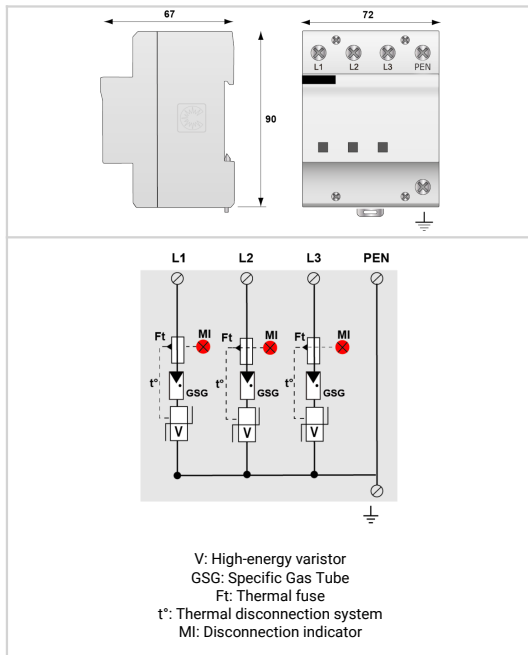 67
72
90
L1 L2 L3 PEN
L1 L2 L3 PEN
Ft MI Ft MI Ft MI
t° GSG t° GSG t° GSG
V V V
V: High-energy varistor
GSG: Specific Gas Tube
Ft: Thermal fuse
t°: Thermal disconnection system
MI: Disconnection indicator